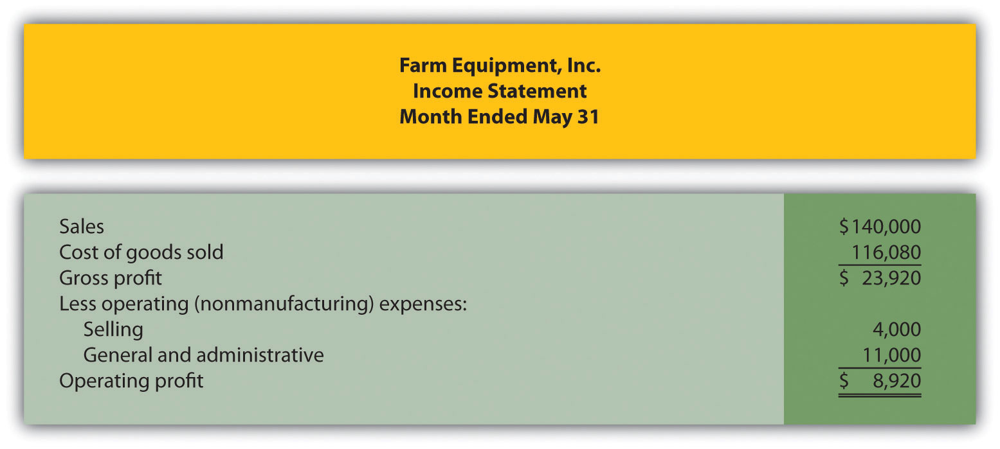 Farm Equipment, Inc.
Income Statement
Month Ended May 31
Sales $140,000
Cost of goods sold 116,080
Gross profit $ 23,920
Less operating (nonmanufacturing) expenses:
Selling 4,000
General and administrative 11,000
Operating profit $ 8,920